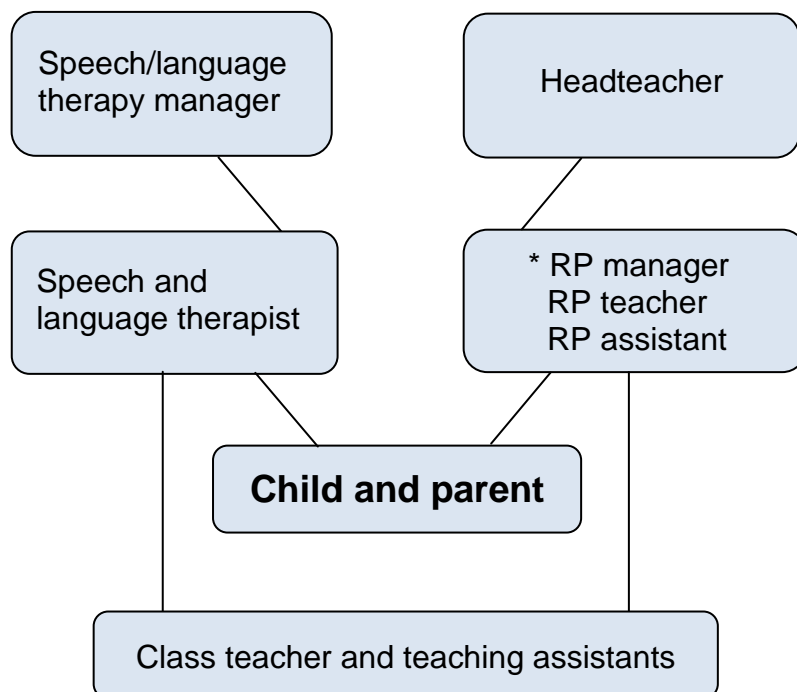 Speech/language
therapy manager
Headteacher
Speech and
language therapist
* RP manager
RP teacher
RP assistant
Child and parent
Class teacher and teaching assistants